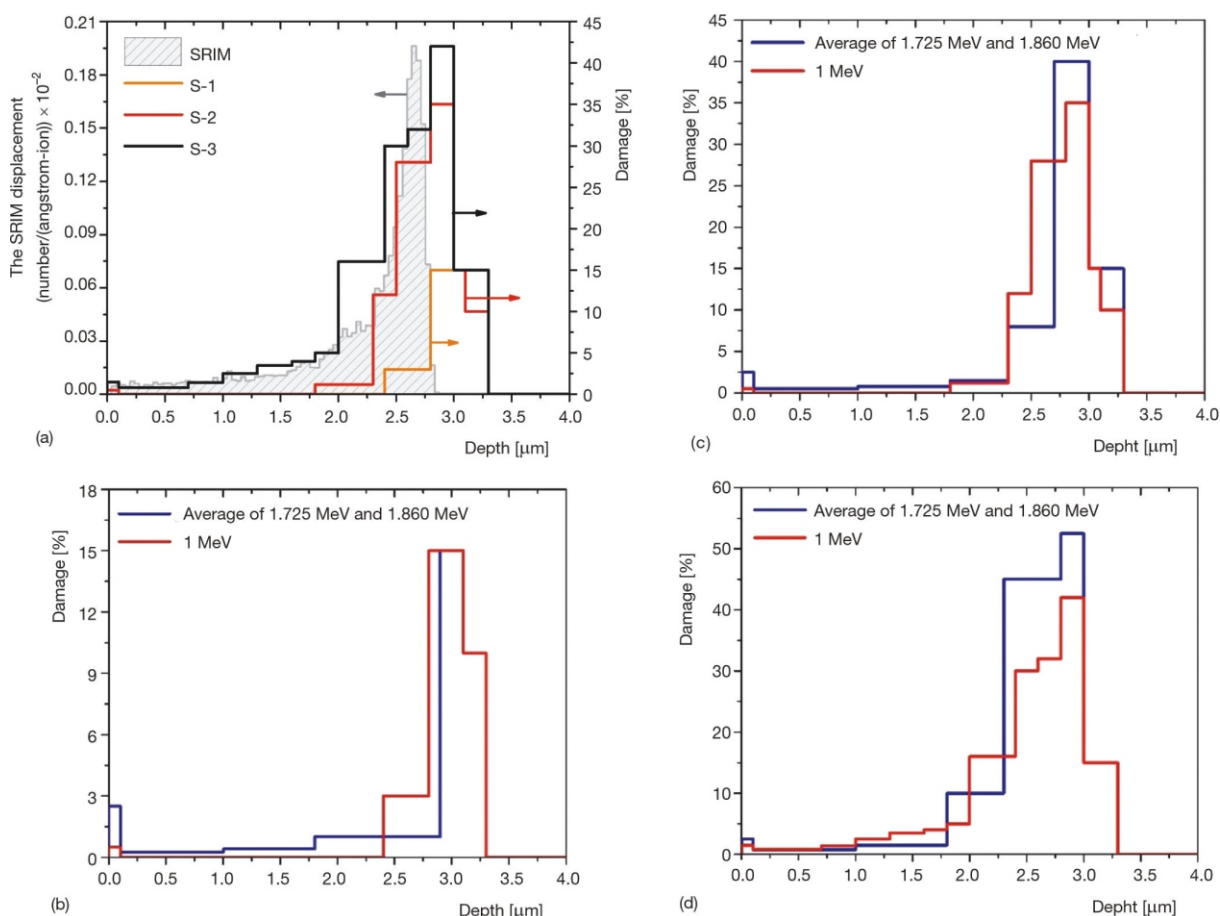 The SRIM displacement
(number/(angstrom-ion)) × 10⁻²
0.21
0.18
0.15
0.12
0.09
0.06
0.03
0.00
SRIM
S-1
S-2
S-3
45
40
35
30
25
20
15
10
5
0
Damage [%]
0.0 0.5 1.0 1.5 2.0 2.5 3.0 3.5 4.0
(a)
Depth [μm]
Damage [%]
45
40
35
30
25
20
15
10
5
0
Average of 1.725 MeV and 1.860 MeV
1 MeV
0.0 0.5 1.0 1.5 2.0 2.5 3.0 3.5 4.0
(c)
Depht [μm]
Damage [%]
18
15
12
9
6
3
0
Average of 1.725 MeV and 1.860 MeV
1 MeV
0.0 0.5 1.0 1.5 2.0 2.5 3.0 3.5 4.0
(b)
Depth [μm]
Damage [%]
60
50
40
30
20
10
0
Average of 1.725 MeV and 1.860 MeV
1 MeV
0.0 0.5 1.0 1.5 2.0 2.5 3.0 3.5 4.0
(d)
Depht [μm]